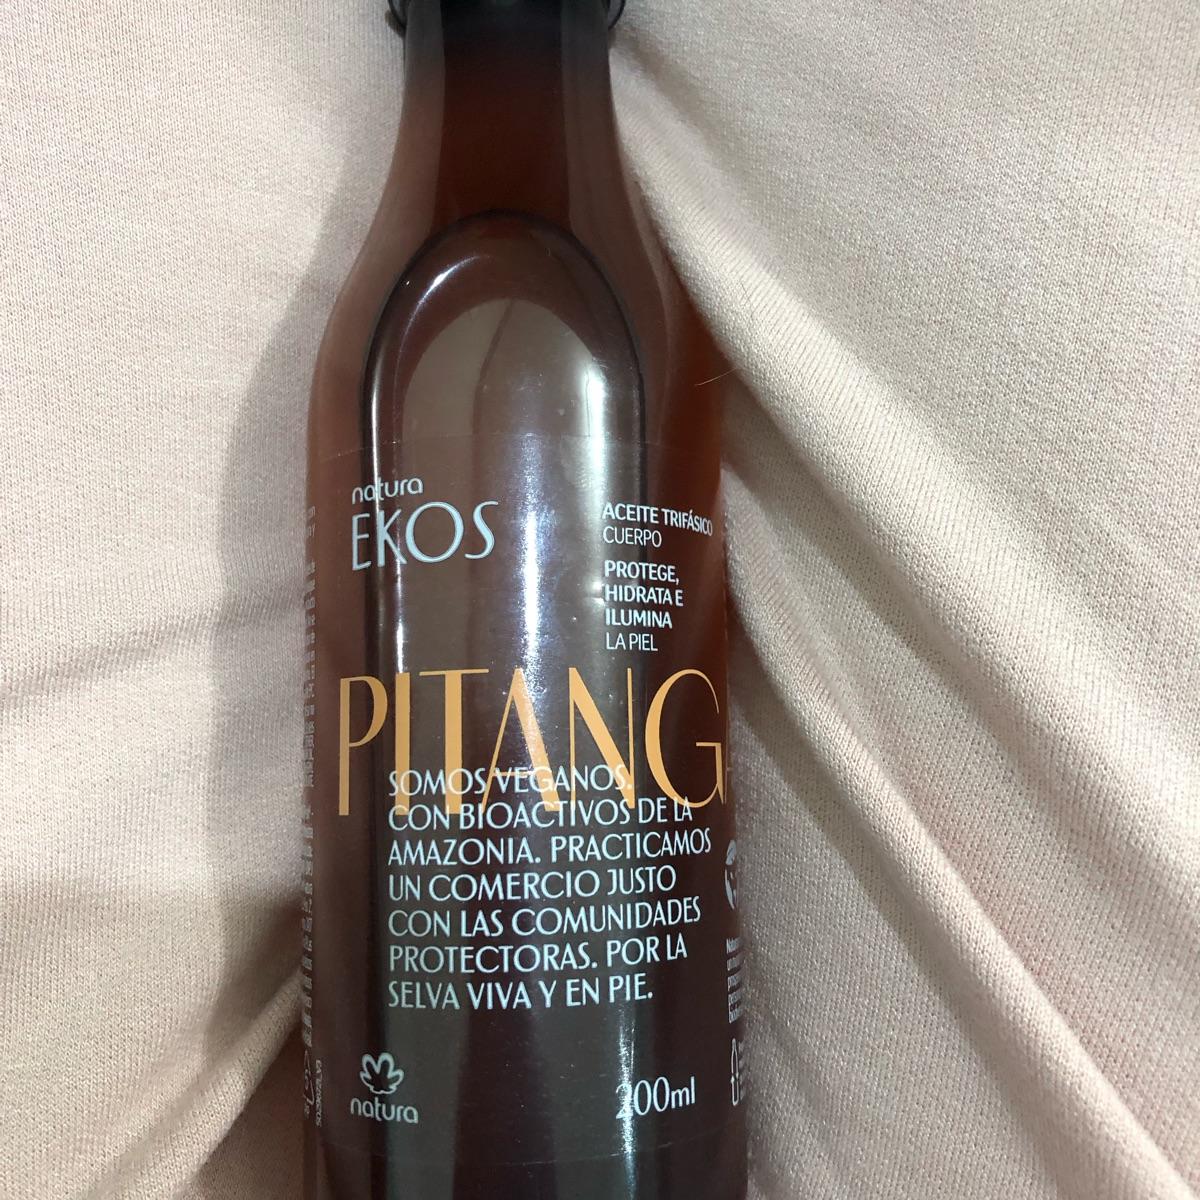 natura
EKOS
ACEITE TRIFÁSICO
CUERPO
PROTEGE,
HIDRATA E
ILUMINA
LA PIEL
PITANG
SOMOS VEGANOS.
CON BIOACTIVOS DE LA
AMAZONIA. PRACTICAMOS
UN COMERCIO JUSTO
CON LAS COMUNIDADES
PROTECTORAS. POR LA
SELVA VIVA Y EN PIE.
natura
200ml